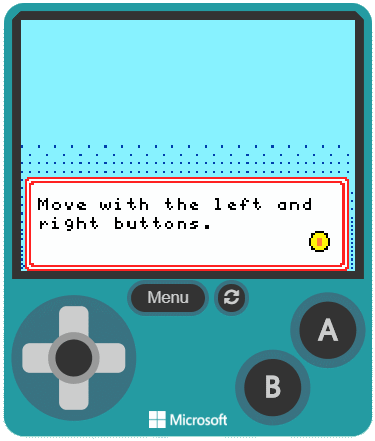 Move with the left and
right buttons.
Menu
A
B
Microsoft